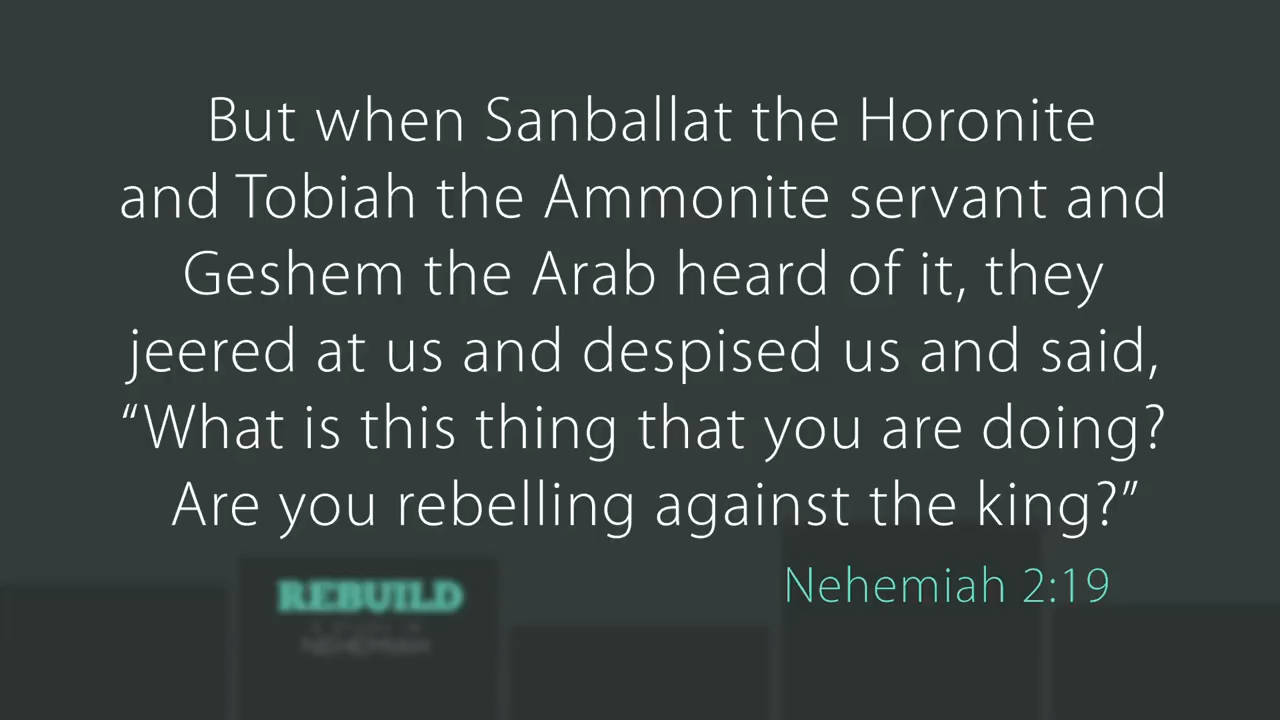 But when Sanballat the Horonite
and Tobiah the Ammonite servant and
Geshem the Arab heard of it, they
jeered at us and despised us and said,
“What is this thing that you are doing?
Are you rebelling against the king?”
Nehemiah 2:19
REBUILD
NEHEMIAH